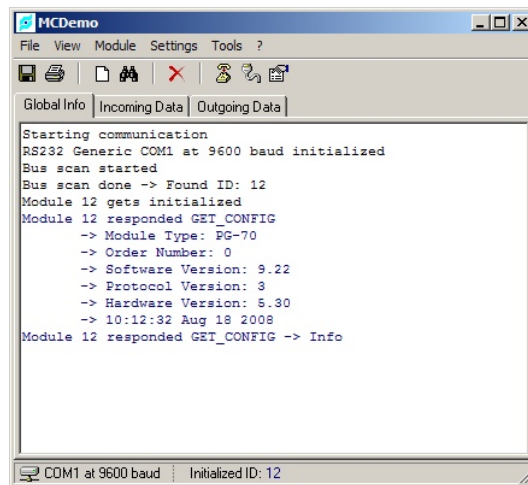 MCDemo
File View Module Settings Tools ?
Global Info Incoming Data Outgoing Data
Starting communication
RS232 Generic COM1 at 9600 baud initialized
Bus scan started
Bus scan done -> Found ID: 12
Module 12 gets initialized
Module 12 responded GET_CONFIG
-> Module Type: PG-70
-> Order Number: 0
-> Software Version: 9.22
-> Protocol Version: 3
-> Hardware Version: 5.30
-> 10:12:32 Aug 18 2008
Module 12 responded GET_CONFIG -> Info
COM1 at 9600 baud Initialized ID: 12